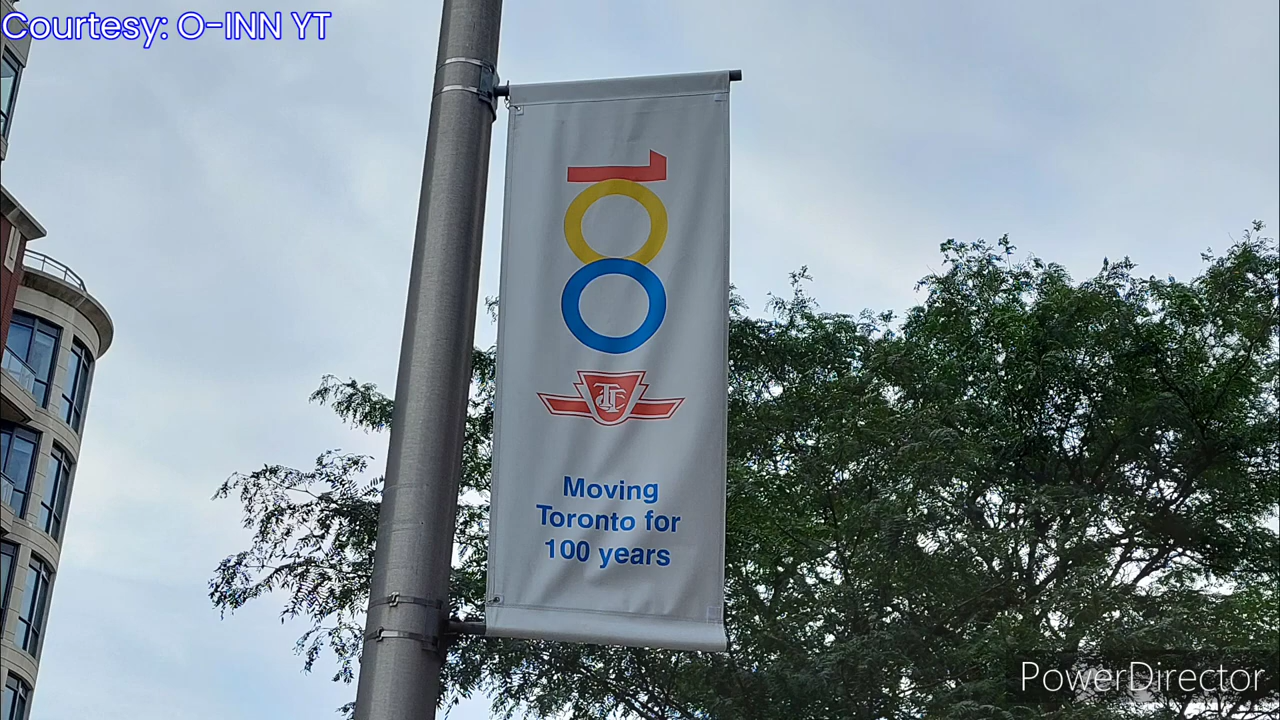 Courtesy: O-INN YT
100
TTC
Moving
Toronto for
100 years
PowerDirector